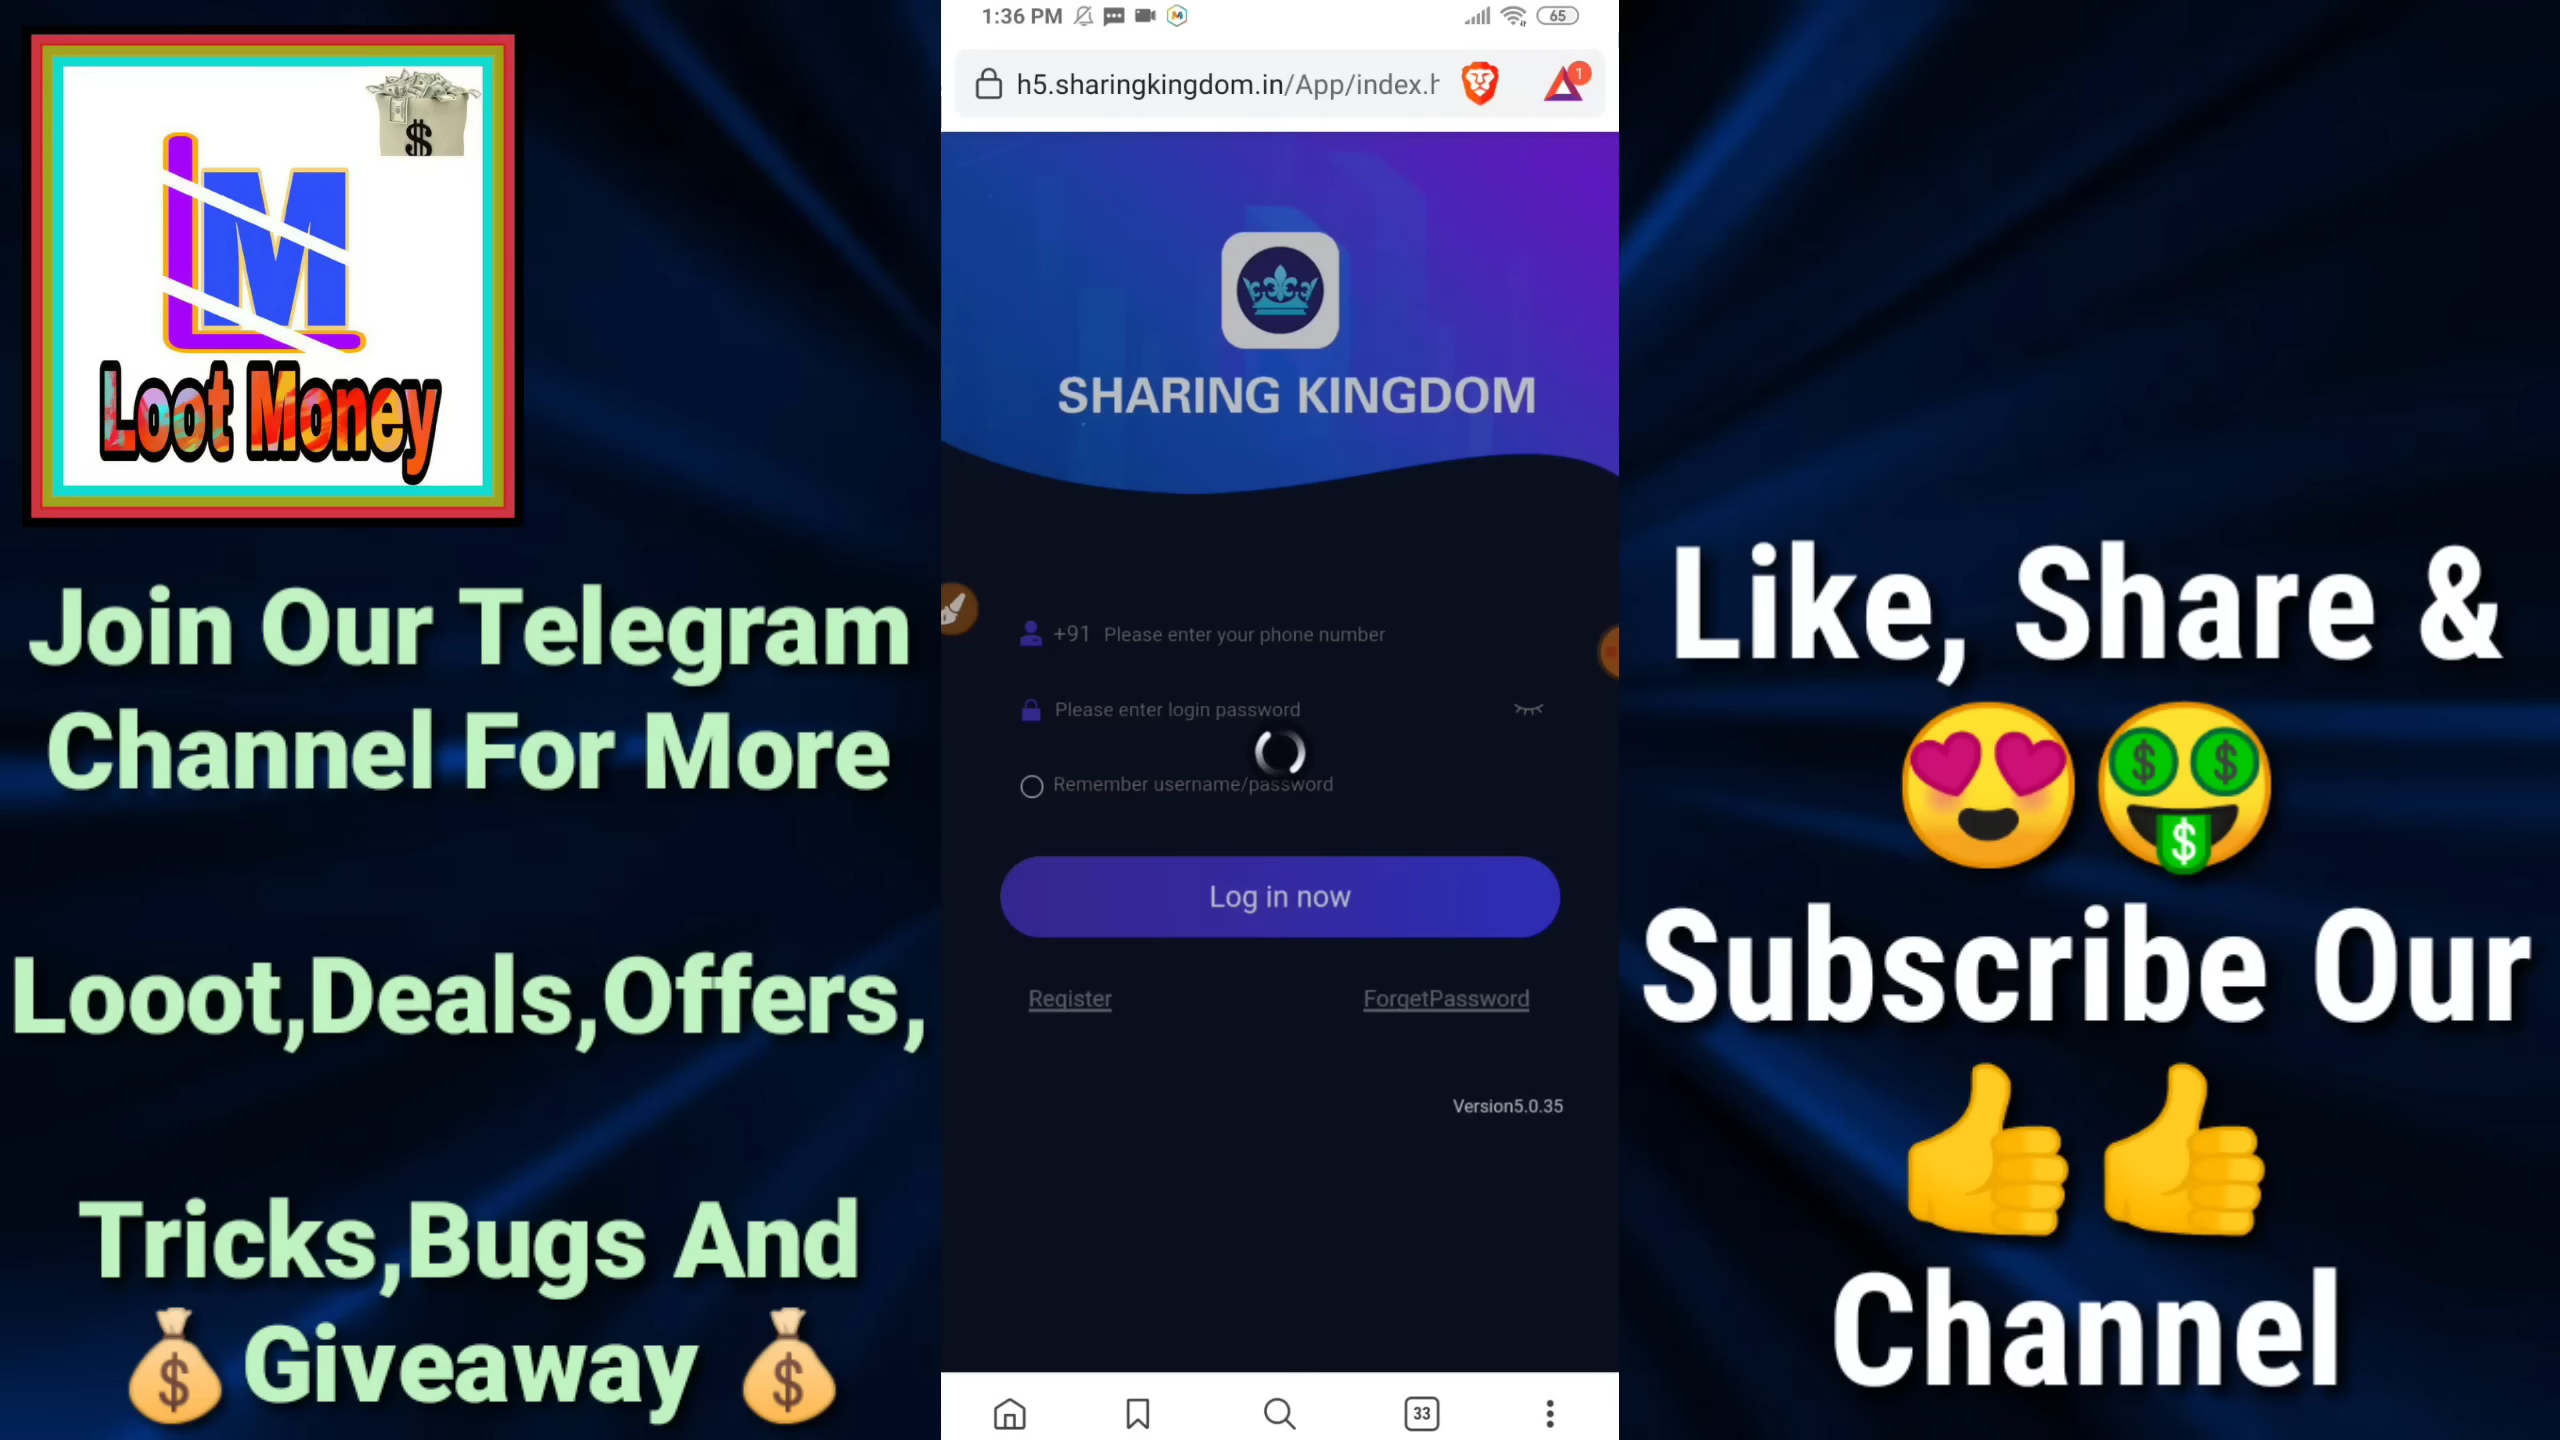 LM
Loot Money
$
Join Our Telegram
Channel For More
Looot,Deals,Offers,
Tricks,Bugs And
Giveaway
1:36 PM
65
h5.sharingkingdom.in/App/index.h
1
SHARING KINGDOM
+91 Please enter your phone number
Please enter login password
Remember username/password
Log in now
Register ForgetPassword
Version5.0.35
33
Like, Share &
Subscribe Our
Channel